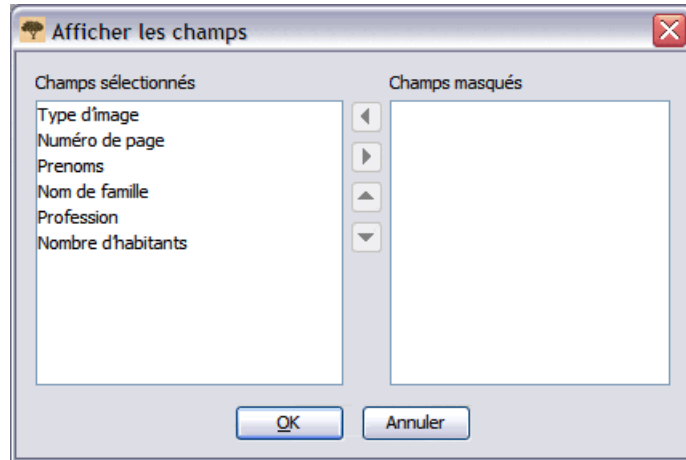 Afficher les champs
Champs sélectionnés
Champs masqués
Type d'image
Numéro de page
Prenoms
Nom de famille
Profession
Nombre d'habitants
OK
Annuler